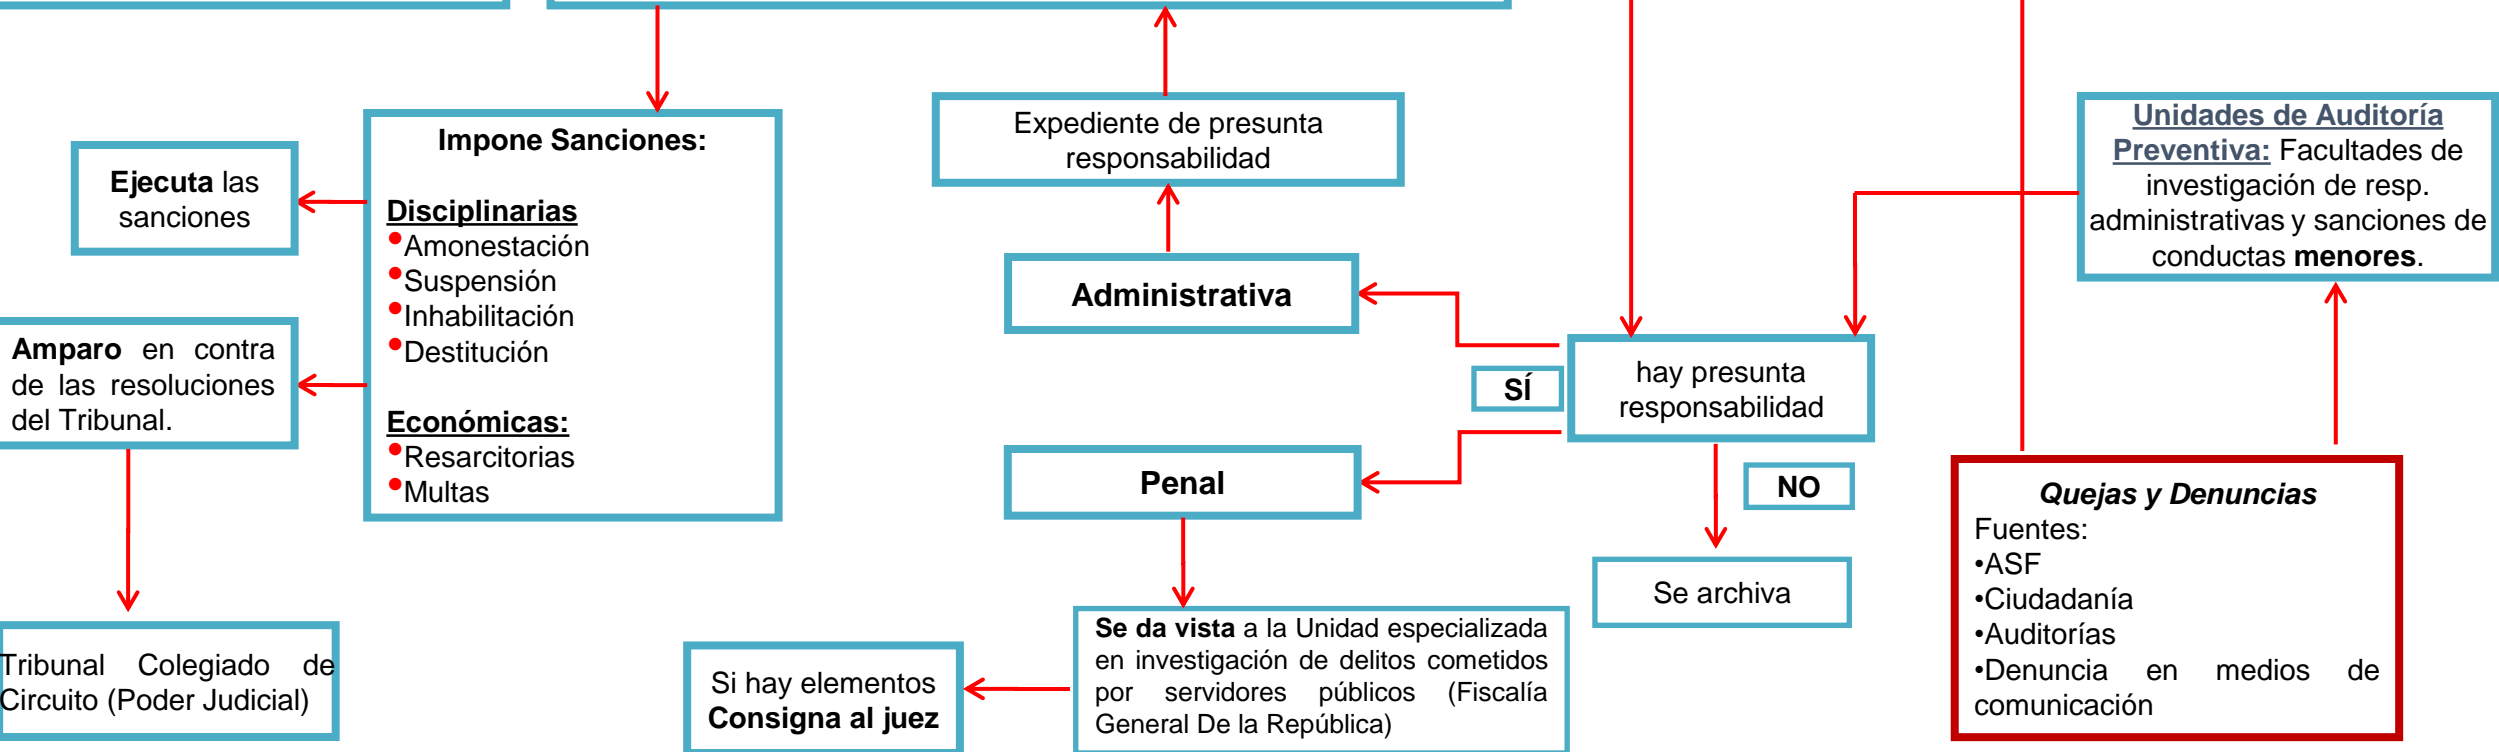 Ejecuta las
sanciones
Amparo en contra
de las resoluciones
del Tribunal.
Tribunal Colegiado de
Circuito (Poder Judicial)
Impone Sanciones:
Disciplinarias
•Amonestación
•Suspensión
•Inhabilitación
•Destitución
Económicas:
•Resarcitorias
•Multas
Expediente de presunta
responsabilidad
Administrativa
Penal
SÍ
hay presunta
responsabilidad
NO
Se archiva
Se da vista a la Unidad especializada
en investigación de delitos cometidos
por servidores públicos (Fiscalía
General De la República)
Si hay elementos
Consigna al juez
Unidades de Auditoría
Preventiva: Facultades de
investigación de resp.
administrativas y sanciones de
conductas menores.
Quejas y Denuncias
Fuentes:
•ASF
•Ciudadanía
•Auditorías
•Denuncia en medios de
comunicación